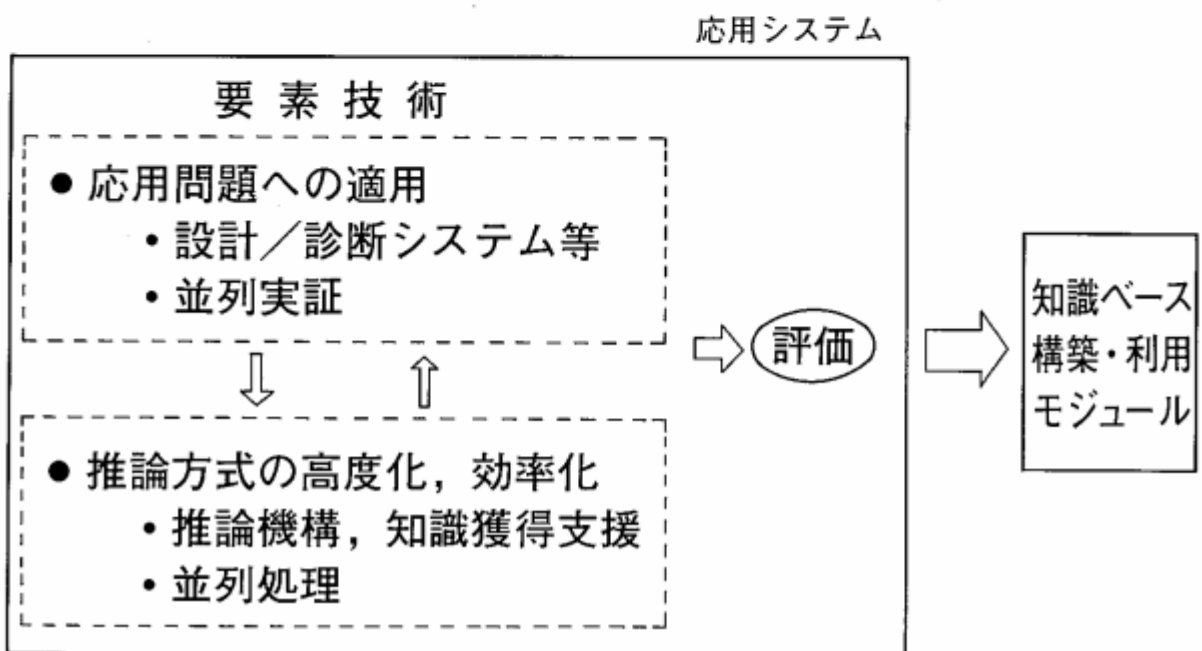 応用システム
要素技術
● 応用問題への適用
・設計／診断システム等
・並列実証
● 推論方式の高度化，効率化
・推論機構，知識獲得支援
・並列処理
評価
知識ベース
構築・利用
モジュール